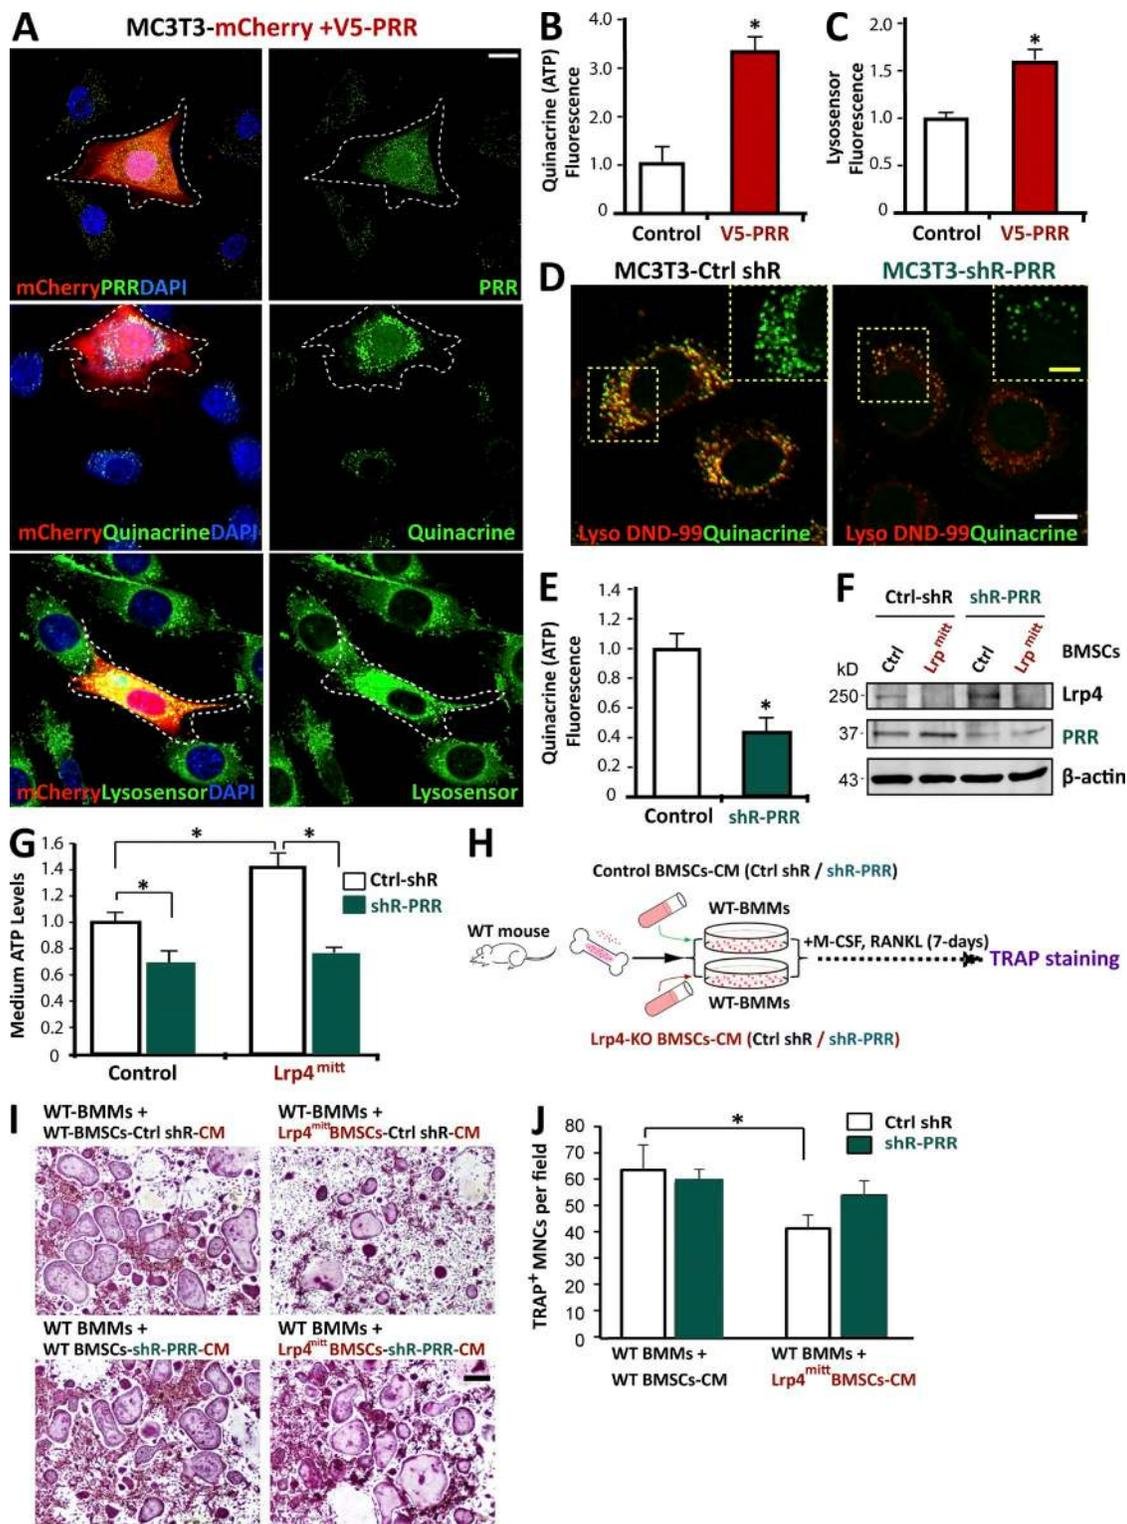 A
MC3T3-mCherry +V5-PRR
mCherryPRRDAPI
PRR
mCherryQuinacrineDAPI
Quinacrine
mCherryLysosensorDAPI
Lysosensor
B
Quinacrine (ATP)
Fluorescence
4.0
3.0
2.0
1.0
0
*
Control
V5-PRR
C
Lysosensor
Fluorescence
2.0
1.5
1.0
0.5
0
*
Control
V5-PRR
D
MC3T3-Ctrl shR
MC3T3-shR-PRR
Lyso DND-99Quinacrine
Lyso DND-99Quinacrine
E
Quinacrine (ATP)
Fluorescence
1.4
1.2
1.0
0.8
0.6
0.4
0.2
0
*
Control
shR-PRR
F
Ctrl-shR
shR-PRR
kD
Ctrl
Lrp mitt
Ctrl
Lrp mitt
BMSCs
250
Lrp4
37
PRR
43
β-actin
G
Medium ATP Levels
1.6
1.4
1.2
1.0
0.8
0.6
0.4
0.2
0
*
*
*
Ctrl-shR
shR-PRR
Control
Lrp4 mitt
H
Control BMSCs-CM (Ctrl shR / shR-PRR)
WT mouse
WT-BMMs
+M-CSF, RANKL (7-days)
TRAP staining
WT-BMMs
Lrp4-KO BMSCs-CM (Ctrl shR / shR-PRR)
I
WT-BMMs +
WT-BMSCs-Ctrl shR-CM
WT-BMMs +
Lrp4mitt BMSCs-Ctrl shR-CM
WT BMMs +
WT BMSCs-shR-PRR-CM
WT BMMs +
Lrp4mitt BMSCs-shR-PRR-CM
J
TRAP+ MNCs per field
80
70
60
50
40
30
20
10
0
*
Ctrl shR
shR-PRR
WT BMMs +
WT BMSCs-CM
WT BMMs +
Lrp4mitt BMSCs-CM